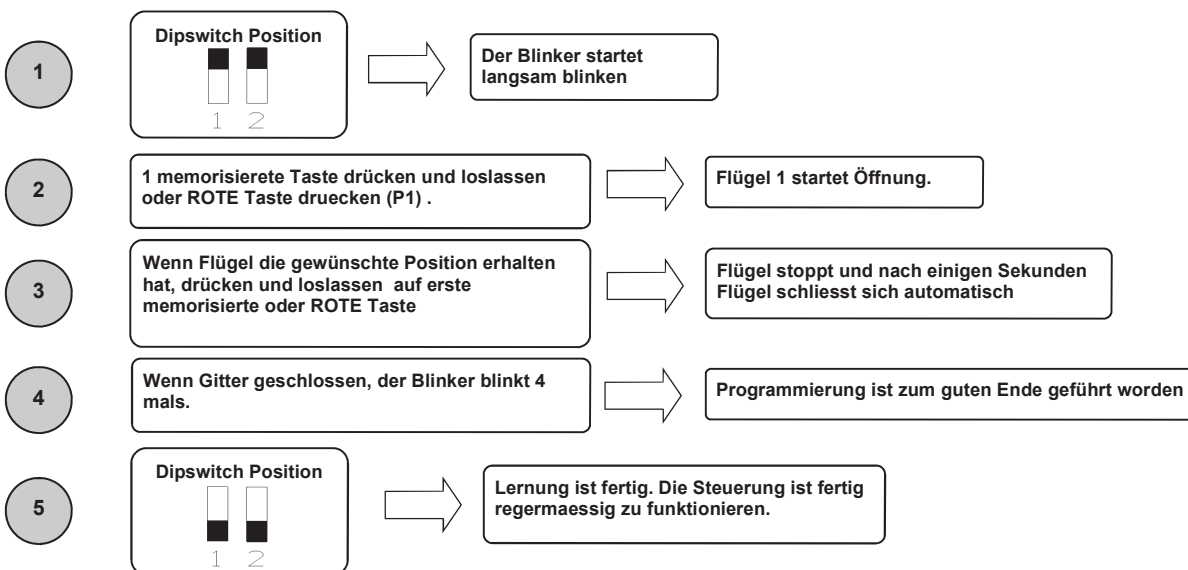 1
Dipswitch Position
1 2
Der Blinker startet
langsam blinken
2
1 memorisierete Taste drücken und loslassen
oder ROTE Taste druecken (P1) .
Flügel 1 startet Öffnung.
3
Wenn Flügel die gewünschte Position erhalten
hat, drücken und loslassen auf erste
memorisierte oder ROTE Taste
Flügel stoppt und nach einigen Sekunden
Flügel schliesst sich automatisch
4
Wenn Gitter geschlossen, der Blinker blinkt 4
mals.
Programmierung ist zum guten Ende geführt worden
5
Dipswitch Position
1 2
Lernung ist fertig. Die Steuerung ist fertig
regermaessig zu funktionieren.